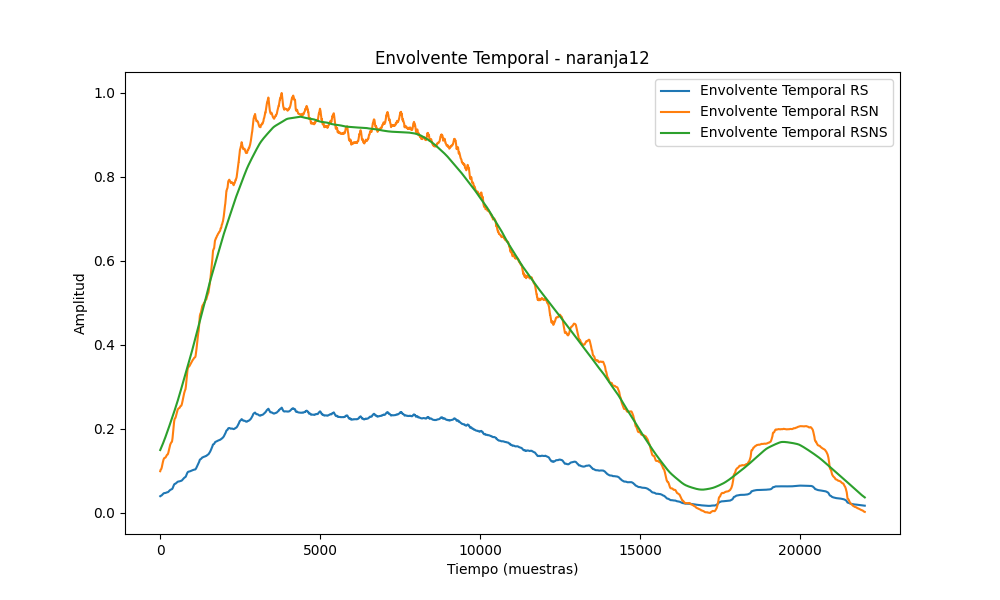 Envolvente Temporal - naranja12
Envolvente Temporal RS
Envolvente Temporal RSN
Envolvente Temporal RSNS
Amplitud
1.0
0.8
0.6
0.4
0.2
0.0
0
5000
10000
15000
20000
Tiempo (muestras)